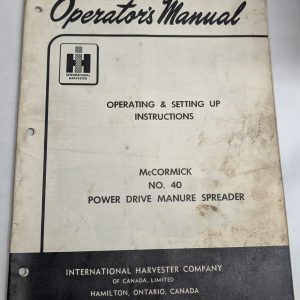 Operator's Manual
IH
INTERNATIONAL
HARVESTER
OPERATING & SETTING UP
INSTRUCTIONS
McCORMICK
NO. 40
POWER DRIVE MANURE SPREADER
INTERNATIONAL HARVESTER COMPANY
OF CANADA, LIMITED
HAMILTON, ONTARIO, CANADA